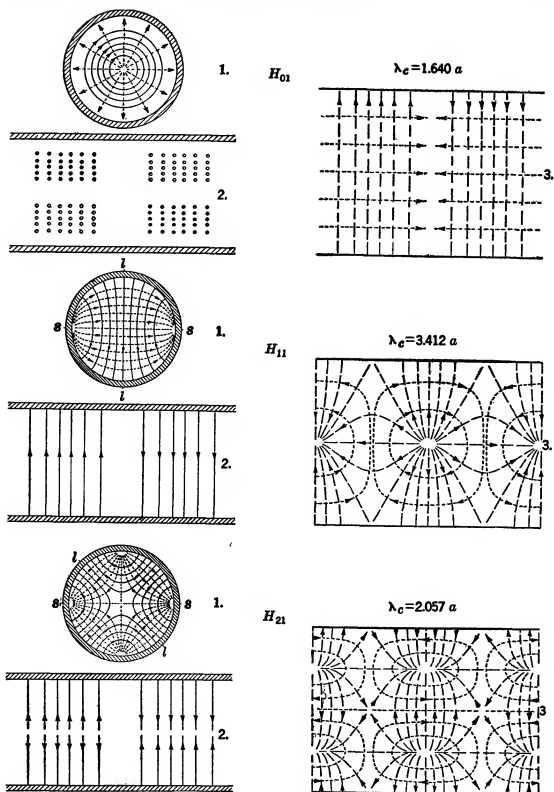 1.
H₀₁
λc=1.640 a
2.
3.
l
s s
1.
l
H₁₁
λc=3.412 a
2.
3.
l
s s
1.
l
H₂₁
λc=2.057 a
2.
3